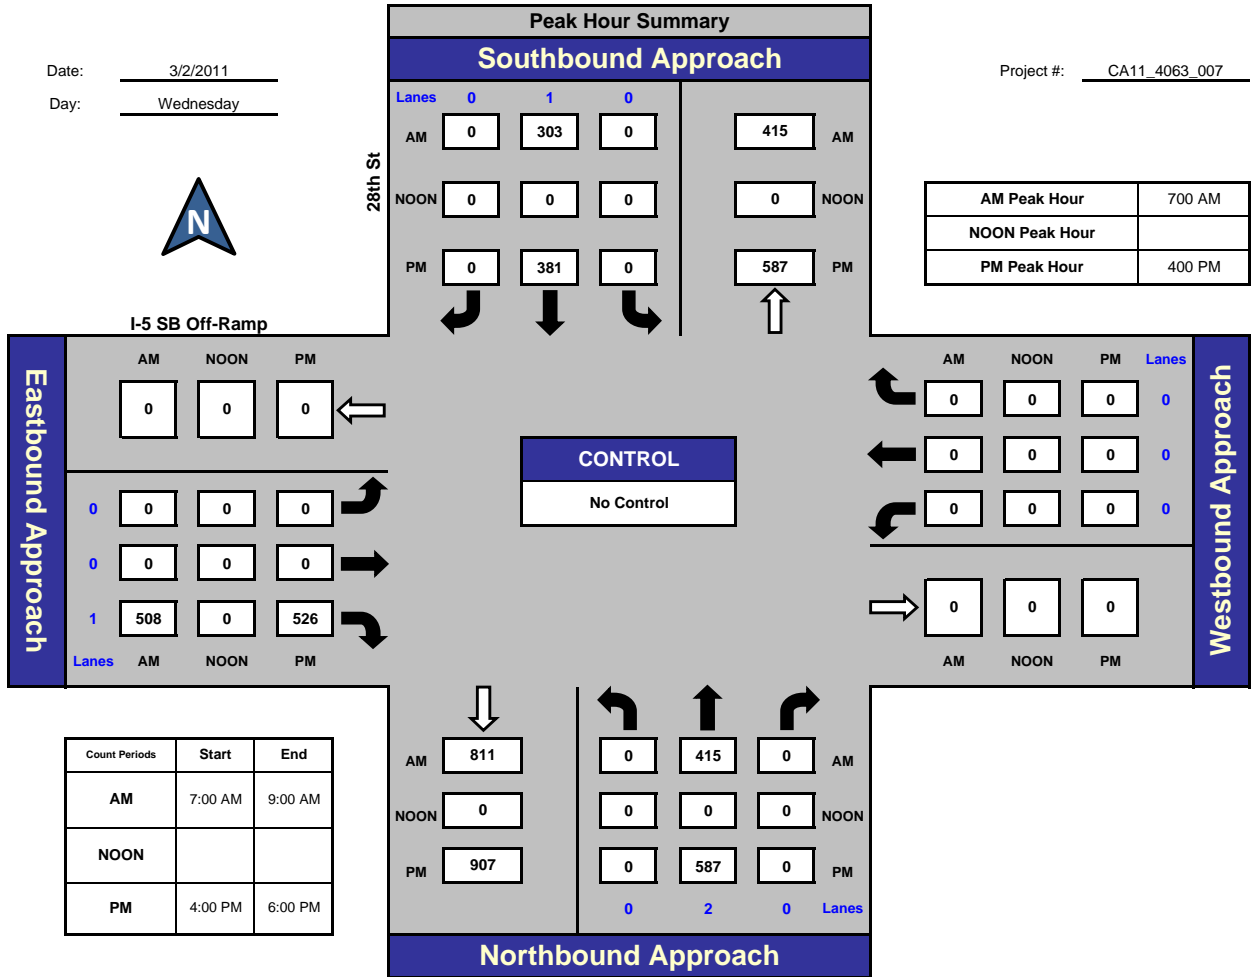 Peak Hour Summary
Southbound Approach
Date: 3/2/2011
Project #: CA11_4063_007
Day: Wednesday
Lanes 0 1 0
AM 0 303 0 415 AM
28th St
N
NOON 0 0 0 0 NOON
AM Peak Hour 700 AM
NOON Peak Hour
PM Peak Hour 400 PM
PM 0 381 0 587 PM
I-5 SB Off-Ramp
Eastbound Approach
AM NOON PM
0 0 0
0 0 0 0
0 0 0 0
1 508 0 526
Lanes AM NOON PM
CONTROL
No Control
AM NOON PM Lanes
0 0 0 0
0 0 0 0
0 0 0 0
0 0 0
AM NOON PM
Westbound Approach
Count Periods Start End
AM 7:00 AM 9:00 AM
NOON
PM 4:00 PM 6:00 PM
AM 811 0 415 0 AM
NOON 0 0 0 0 NOON
PM 907 0 587 0 PM
0 2 0 Lanes
Northbound Approach